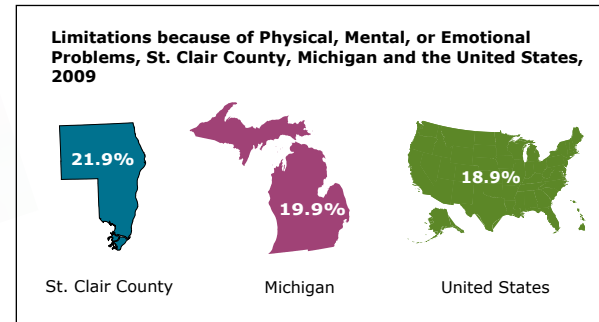 Limitations because of Physical, Mental, or Emotional
Problems, St. Clair County, Michigan and the United States,
2009
21.9%
19.9%
18.9%
St. Clair County
Michigan
United States